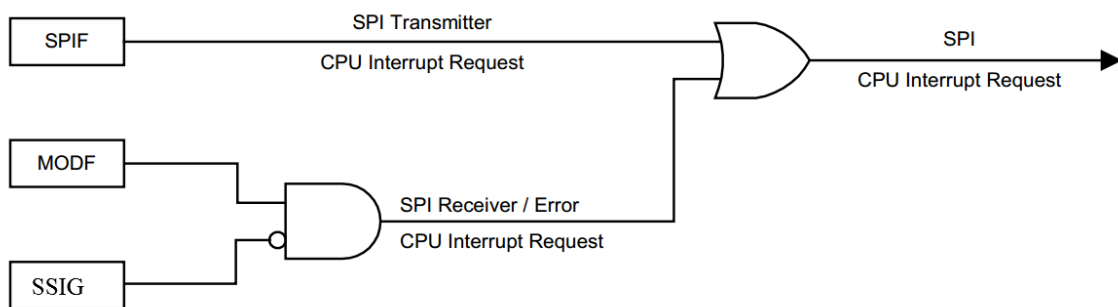 SPIF
SPI Transmitter
CPU Interrupt Request
SPI
CPU Interrupt Request
MODF
SPI Receiver / Error
CPU Interrupt Request
SSIG